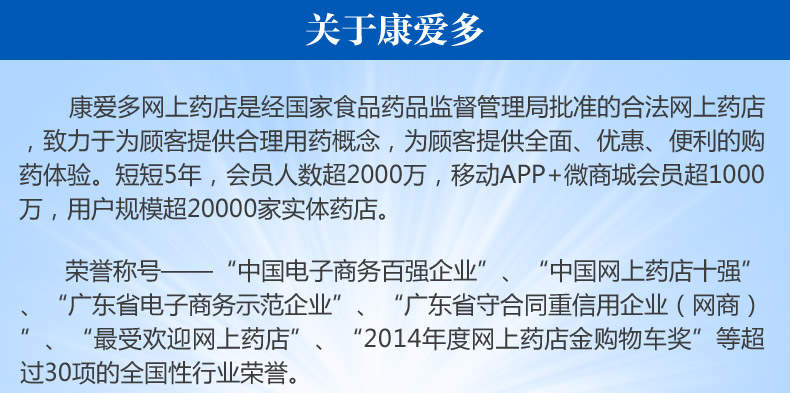 关于康爱多
康爱多网上药店是经国家食品药品监督管理局批准的合法网上药店
，致力于为顾客提供合理用药概念，为顾客提供全面、优惠、便利的购
药体验。短短5年，会员人数超2000万，移动APP+微商城会员超1000
万，用户规模超20000家实体药店。
荣誉称号——“中国电子商务百强企业”、“中国网上药店十强”
、“广东省电子商务示范企业”、“广东省守合同重信用企业（网商）
”、“最受欢迎网上药店”、“2014年度网上药店金购物车奖”等超
过30项的全国性行业荣誉。